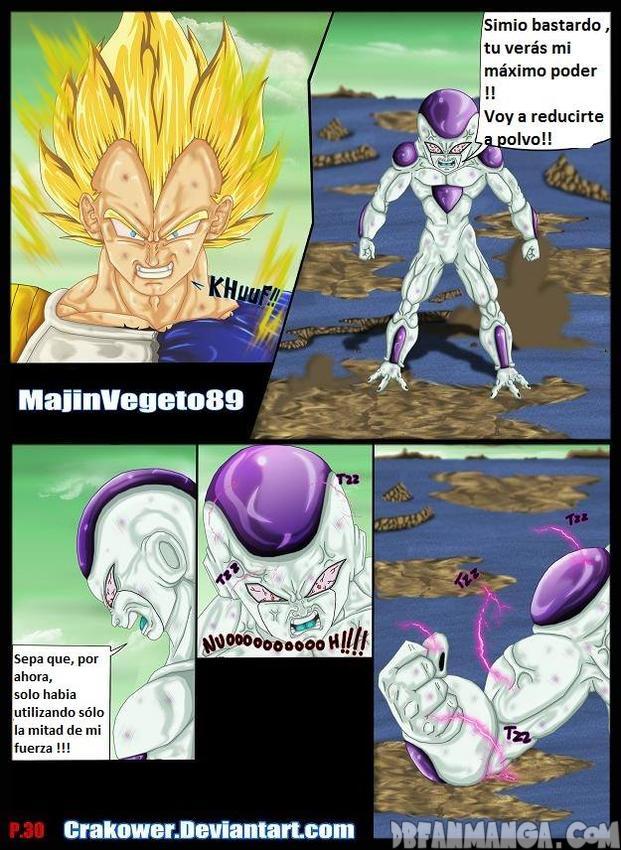 Simio bastardo ,
tu verás mi
máximo poder
!!
Voy a reducirte
a polvo!!
KHUUF!!
MajinVegeto89
Sepa que, por
ahora,
solo habia
utilizando sólo
la mitad de mi
fuerza !!!
Tzz
Tzz
NUOOOOOOOOOOH!!!!
Tzz
Tzz
Tzz
P.30 Crakower.Deviantart.com
DBFANMANGA.COM